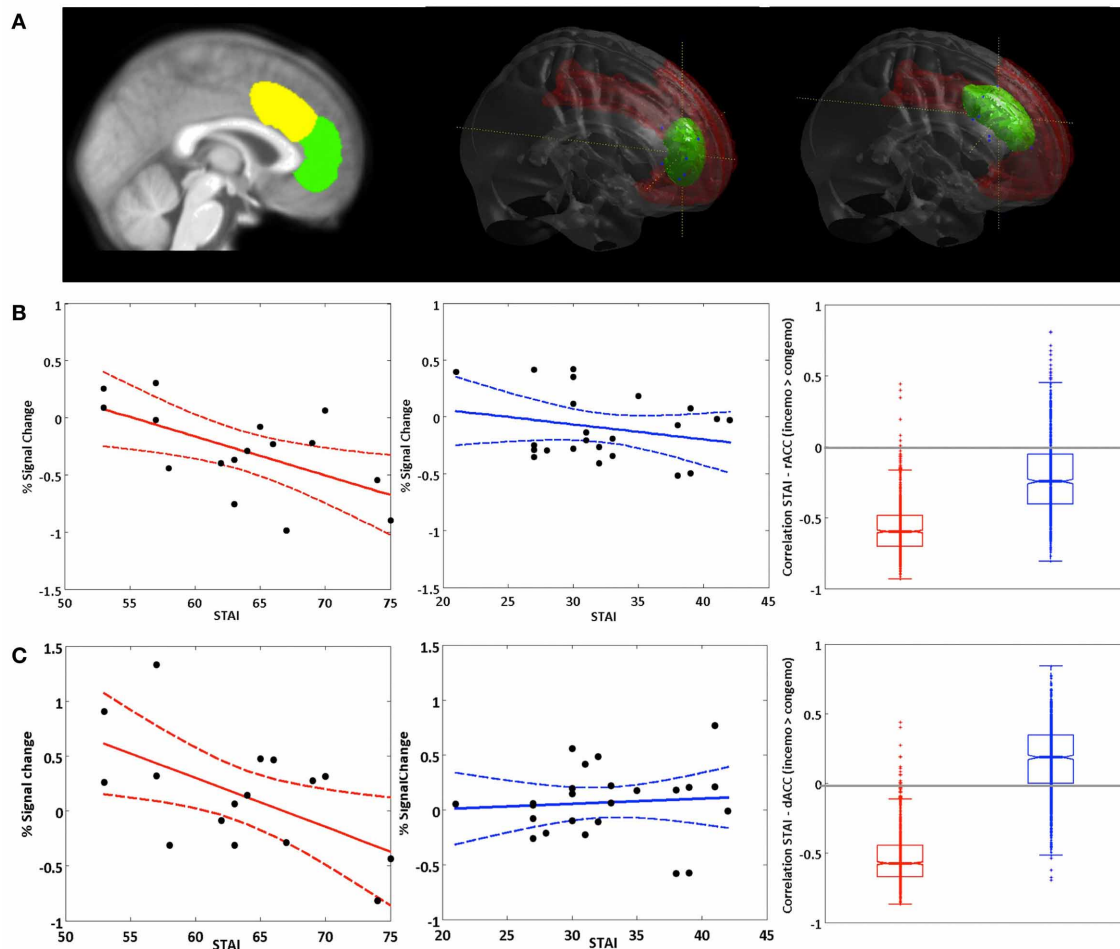 A
B
1
0.5
0
-0.5
-1
-1.5
50 55 60 65 70 75
STAI
% Signal Change
1
0.5
0
-0.5
-1
-1.5
20 25 30 35 40 45
STAI
% Signal Change
1
0.5
0
-0.5
-1
Correlation STAI - rACC (incemo > congemo)
C
1.5
1
0.5
0
-0.5
-1
50 55 60 65 70 75
STAI
% Signal change
1.5
1
0.5
0
-0.5
-1
20 25 30 35 40 45
STAI
% SignalChange
1
0.5
0
-0.5
-1
Correlation STAI - dACC (incemo > congemo)